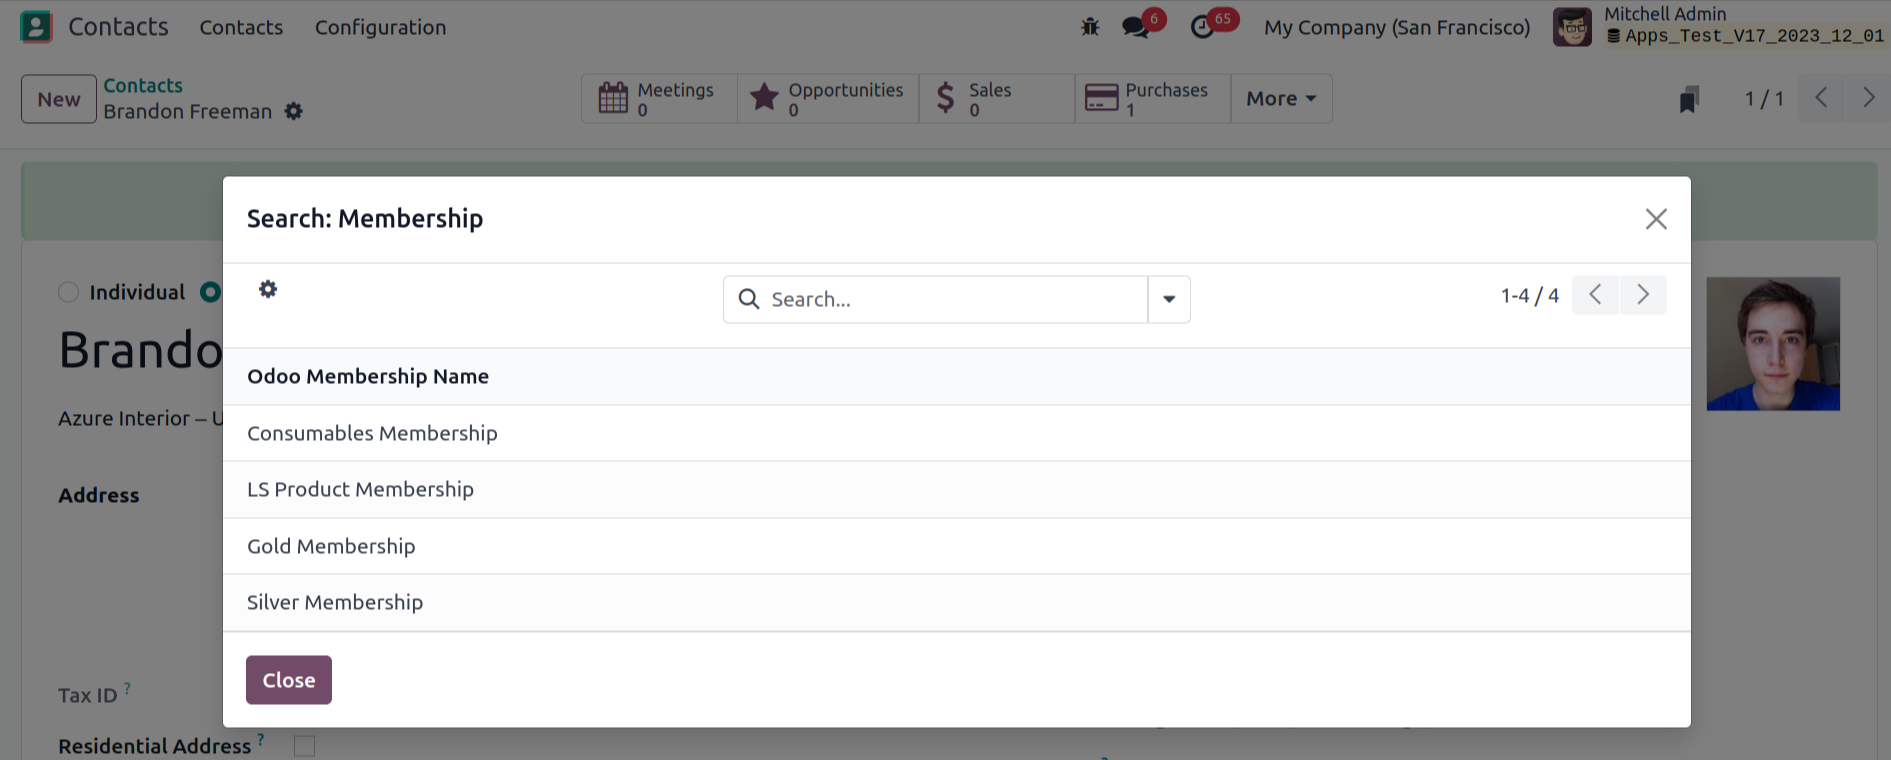 Contacts Contacts Configuration 6 65 My Company (San Francisco) Mitchell Admin
Apps_Test_V17_2023_12_01
New Contacts
Brandon Freeman
Meetings 0
Opportunities 0
Sales 0
Purchases 1
More
1 / 1
Search: Membership
Search...
1-4 / 4
Odoo Membership Name
Consumables Membership
LS Product Membership
Gold Membership
Silver Membership
Close
Individual
Brando
Azure Interior – U
Address
Tax ID ?
Residential Address ?